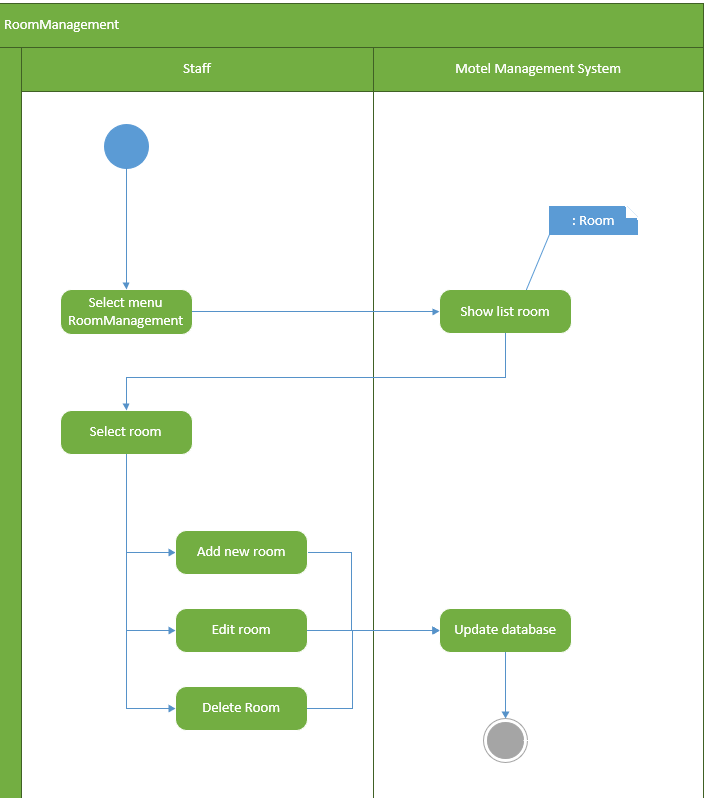 RoomManagement
Staff
Motel Management System
: Room
Select menu
RoomManagement
Show list room
Select room
Add new room
Edit room
Update database
Delete Room